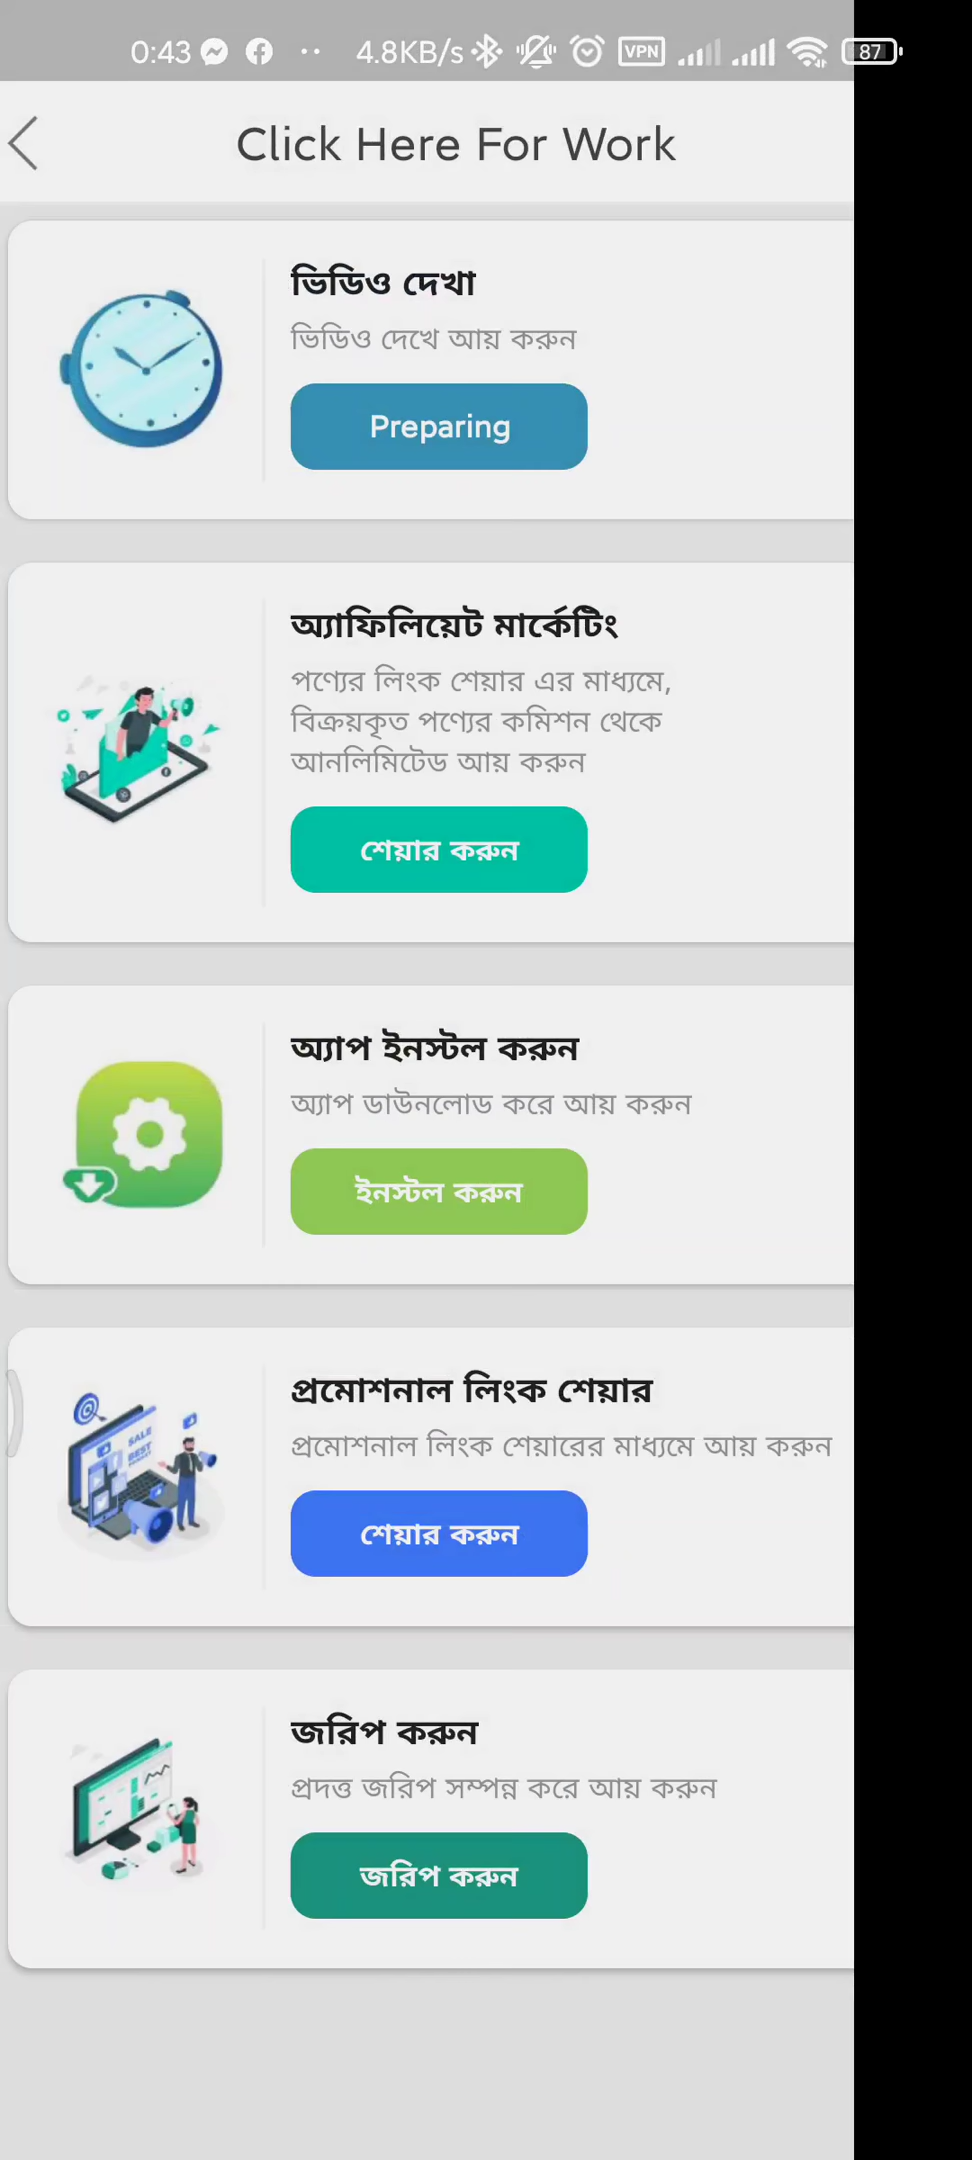 0:43 4.8KB/s VPN 87
Click Here For Work
ভিডিও দেখা
ভিডিও দেখে আয় করুন
Preparing
অ্যাফিলিয়েট মার্কেটিং
পণ্যের লিংক শেয়ার এর মাধ্যমে,
বিক্রয়কৃত পণ্যের কমিশন থেকে
আনলিমিটেড আয় করুন
শেয়ার করুন
অ্যাপ ইনস্টল করুন
অ্যাপ ডাউনলোড করে আয় করুন
ইনস্টল করুন
প্রমোশনাল লিংক শেয়ার
প্রমোশনাল লিংক শেয়ারের মাধ্যমে আয় করুন
SALE
BEST
শেয়ার করুন
জরিপ করুন
প্রদত্ত জরিপ সম্পন্ন করে আয় করুন
জরিপ করুন